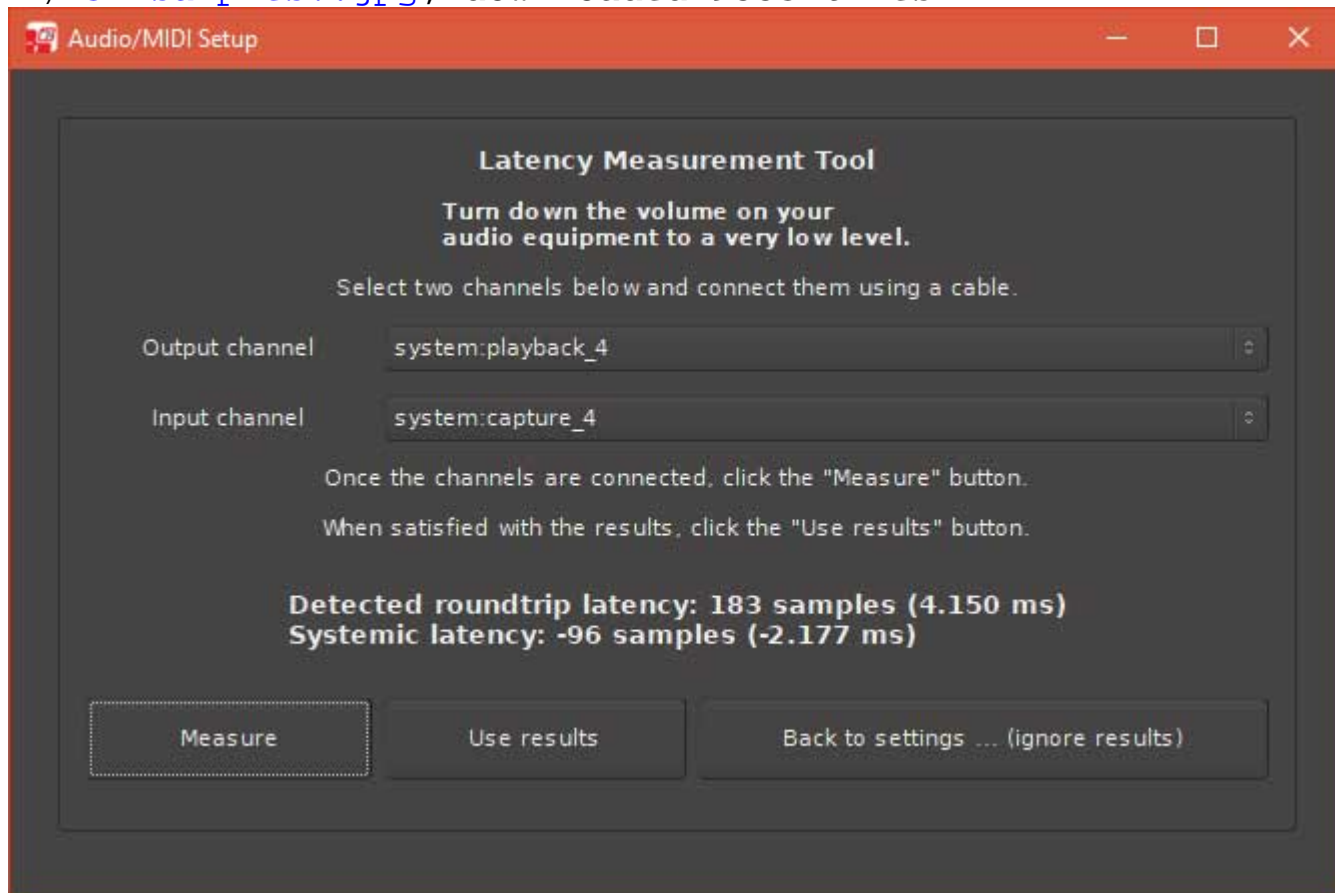 Audio/MIDI Setup
Latency Measurement Tool
Turn down the volume on your
audio equipment to a very low level.
Select two channels below and connect them using a cable.
Output channel system:playback_4
Input channel system:capture_4
Once the channels are connected, click the "Measure" button.
When satisfied with the results, click the "Use results" button.
Detected roundtrip latency: 183 samples (4.150 ms)
Systemic latency: -96 samples (-2.177 ms)
Measure Use results Back to settings ... (ignore results)